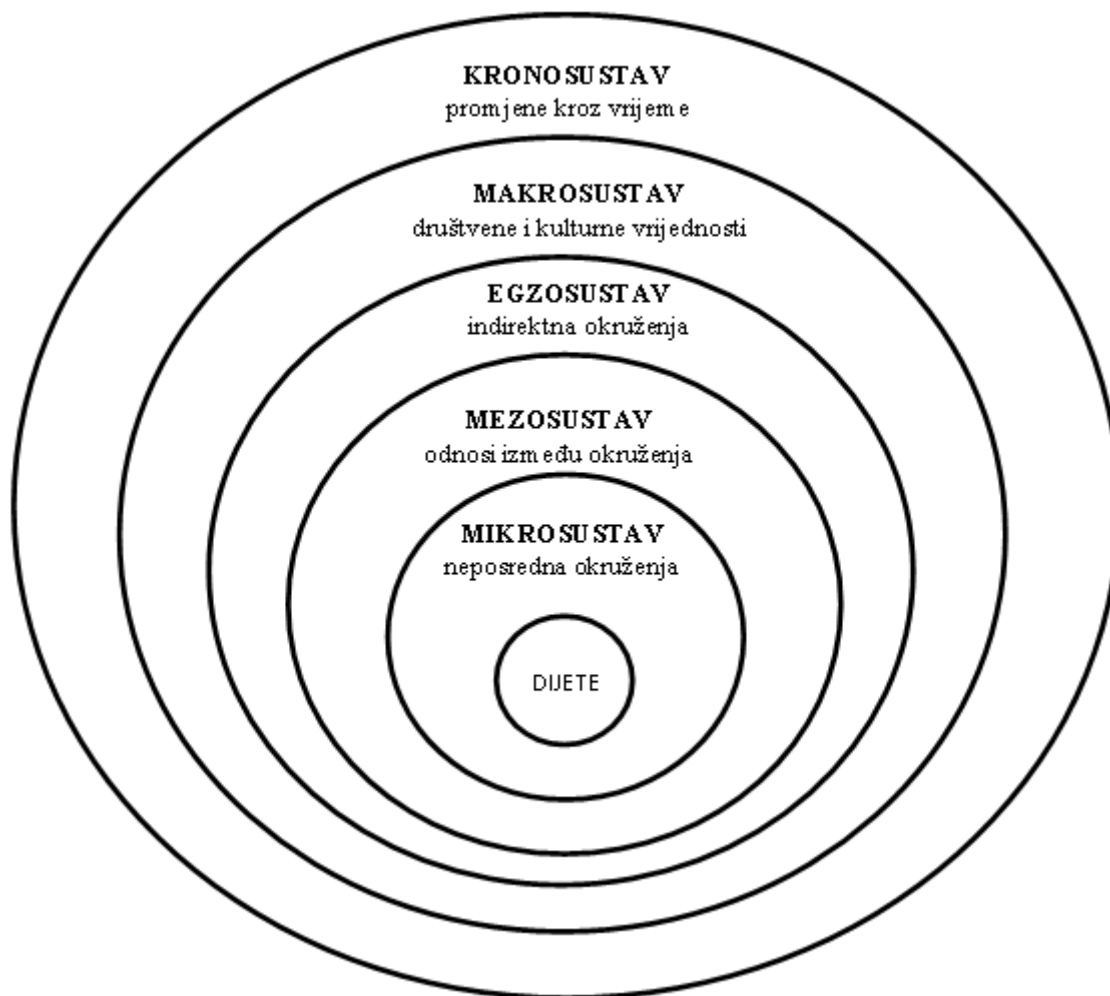 KRONOSUSTAV
promjene kroz vrijeme
MAKROSUSTAV
društvene i kulturne vrijednosti
EGZOSUSTAV
indirektna okruženja
MEZOSUSTAV
odnosi između okruženja
MIKROSUSTAV
neposredna okruženja
DIJETE